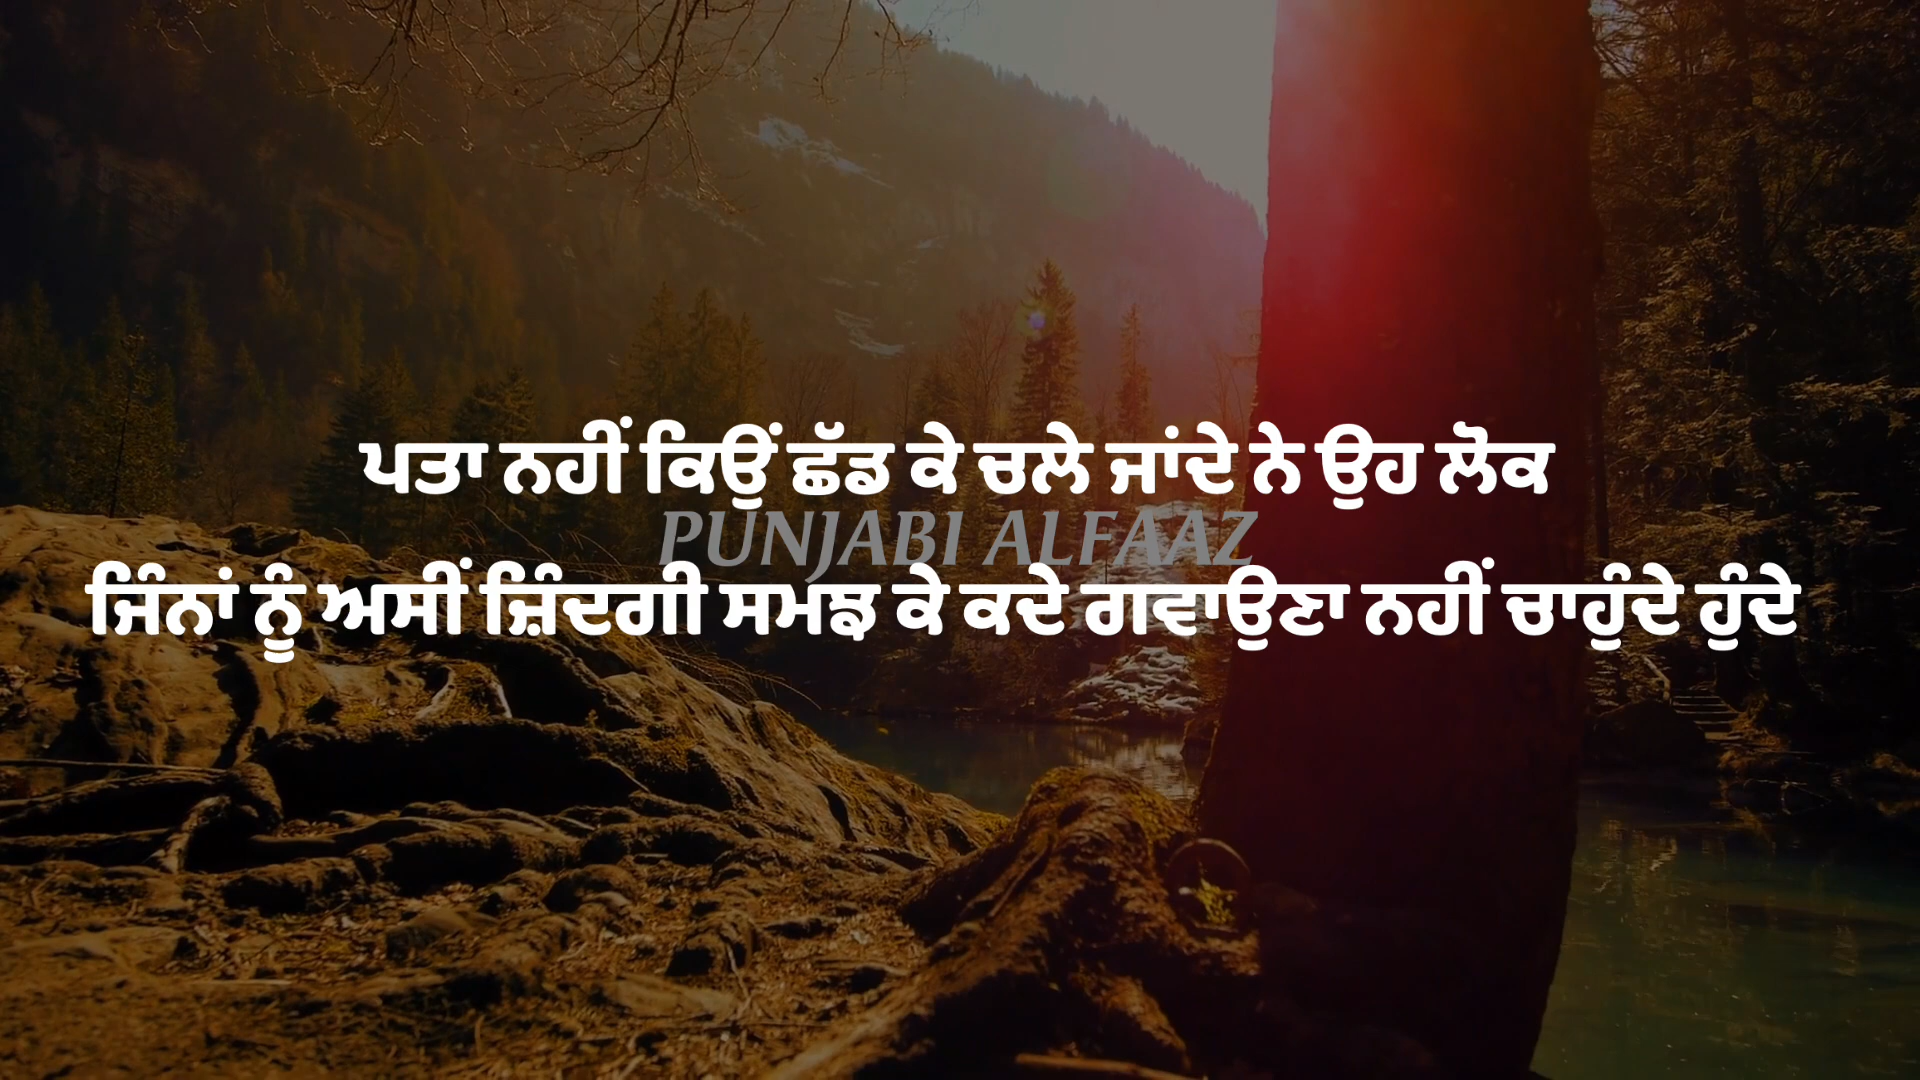 ਪਤਾ ਨਹੀਂ ਕਿਉਂ ਛੱਡ ਕੇ ਚਲੇ ਜਾਂਦੇ ਨੇ ਉਹ ਲੋਕ
PUNJABI ALFAAZ
ਜਿੰਨਾਂ ਨੂੰ ਅਸੀਂ ਜ਼ਿੰਦਗੀ ਸਮਝ ਕੇ ਕਦੇ ਗਵਾਉਣਾ ਨਹੀਂ ਚਾਹੁੰਦੇ ਹੁੰਦੇ